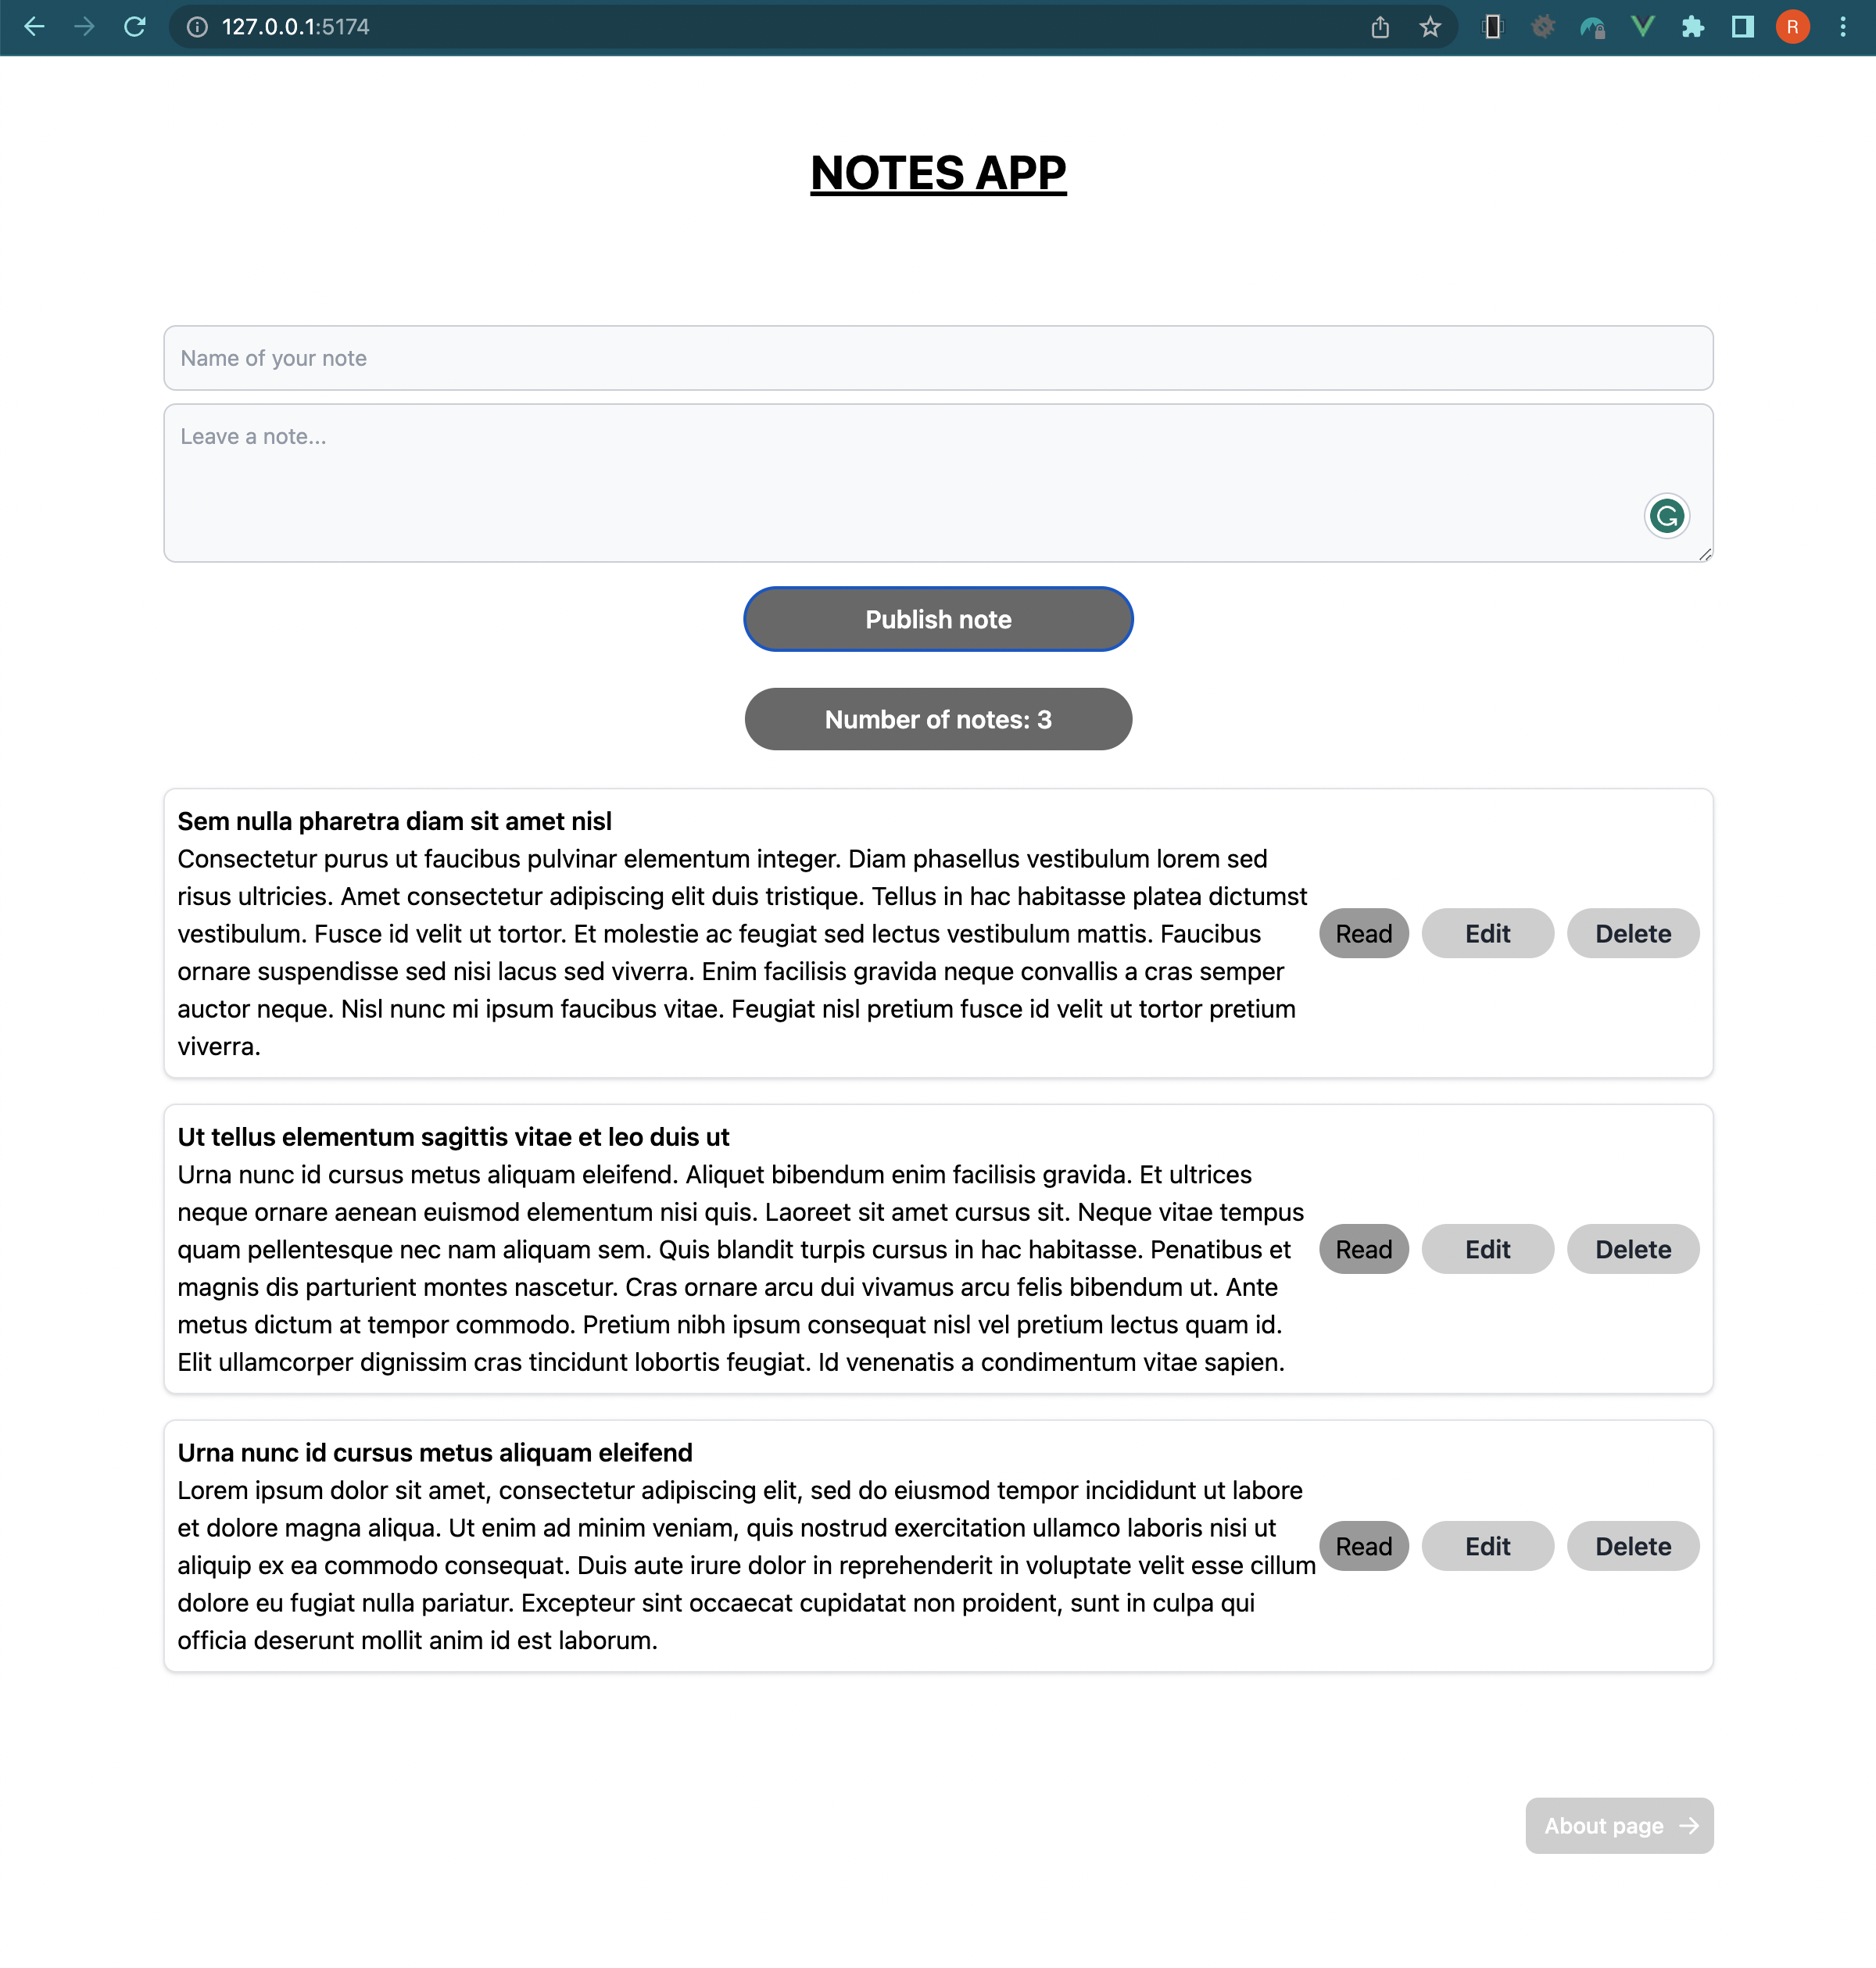 127.0.0.1:5174
R
NOTES APP
Name of your note
Leave a note...
Publish note
Number of notes: 3
Sem nulla pharetra diam sit amet nisl
Consectetur purus ut faucibus pulvinar elementum integer. Diam phasellus vestibulum lorem sed
risus ultricies. Amet consectetur adipiscing elit duis tristique. Tellus in hac habitasse platea dictumst
vestibulum. Fusce id velit ut tortor. Et molestie ac feugiat sed lectus vestibulum mattis. Faucibus
ornare suspendisse sed nisi lacus sed viverra. Enim facilisis gravida neque convallis a cras semper
auctor neque. Nisl nunc mi ipsum faucibus vitae. Feugiat nisl pretium fusce id velit ut tortor pretium
viverra.
Read Edit Delete
Ut tellus elementum sagittis vitae et leo duis ut
Urna nunc id cursus metus aliquam eleifend. Aliquet bibendum enim facilisis gravida. Et ultrices
neque ornare aenean euismod elementum nisi quis. Laoreet sit amet cursus sit. Neque vitae tempus
quam pellentesque nec nam aliquam sem. Quis blandit turpis cursus in hac habitasse. Penatibus et
magnis dis parturient montes nascetur. Cras ornare arcu dui vivamus arcu felis bibendum ut. Ante
metus dictum at tempor commodo. Pretium nibh ipsum consequat nisl vel pretium lectus quam id.
Elit ullamcorper dignissim cras tincidunt lobortis feugiat. Id venenatis a condimentum vitae sapien.
Read Edit Delete
Urna nunc id cursus metus aliquam eleifend
Lorem ipsum dolor sit amet, consectetur adipiscing elit, sed do eiusmod tempor incididunt ut labore
et dolore magna aliqua. Ut enim ad minim veniam, quis nostrud exercitation ullamco laboris nisi ut
aliquip ex ea commodo consequat. Duis aute irure dolor in reprehenderit in voluptate velit esse cillum
dolore eu fugiat nulla pariatur. Excepteur sint occaecat cupidatat non proident, sunt in culpa qui
officia deserunt mollit anim id est laborum.
Read Edit Delete
About page →